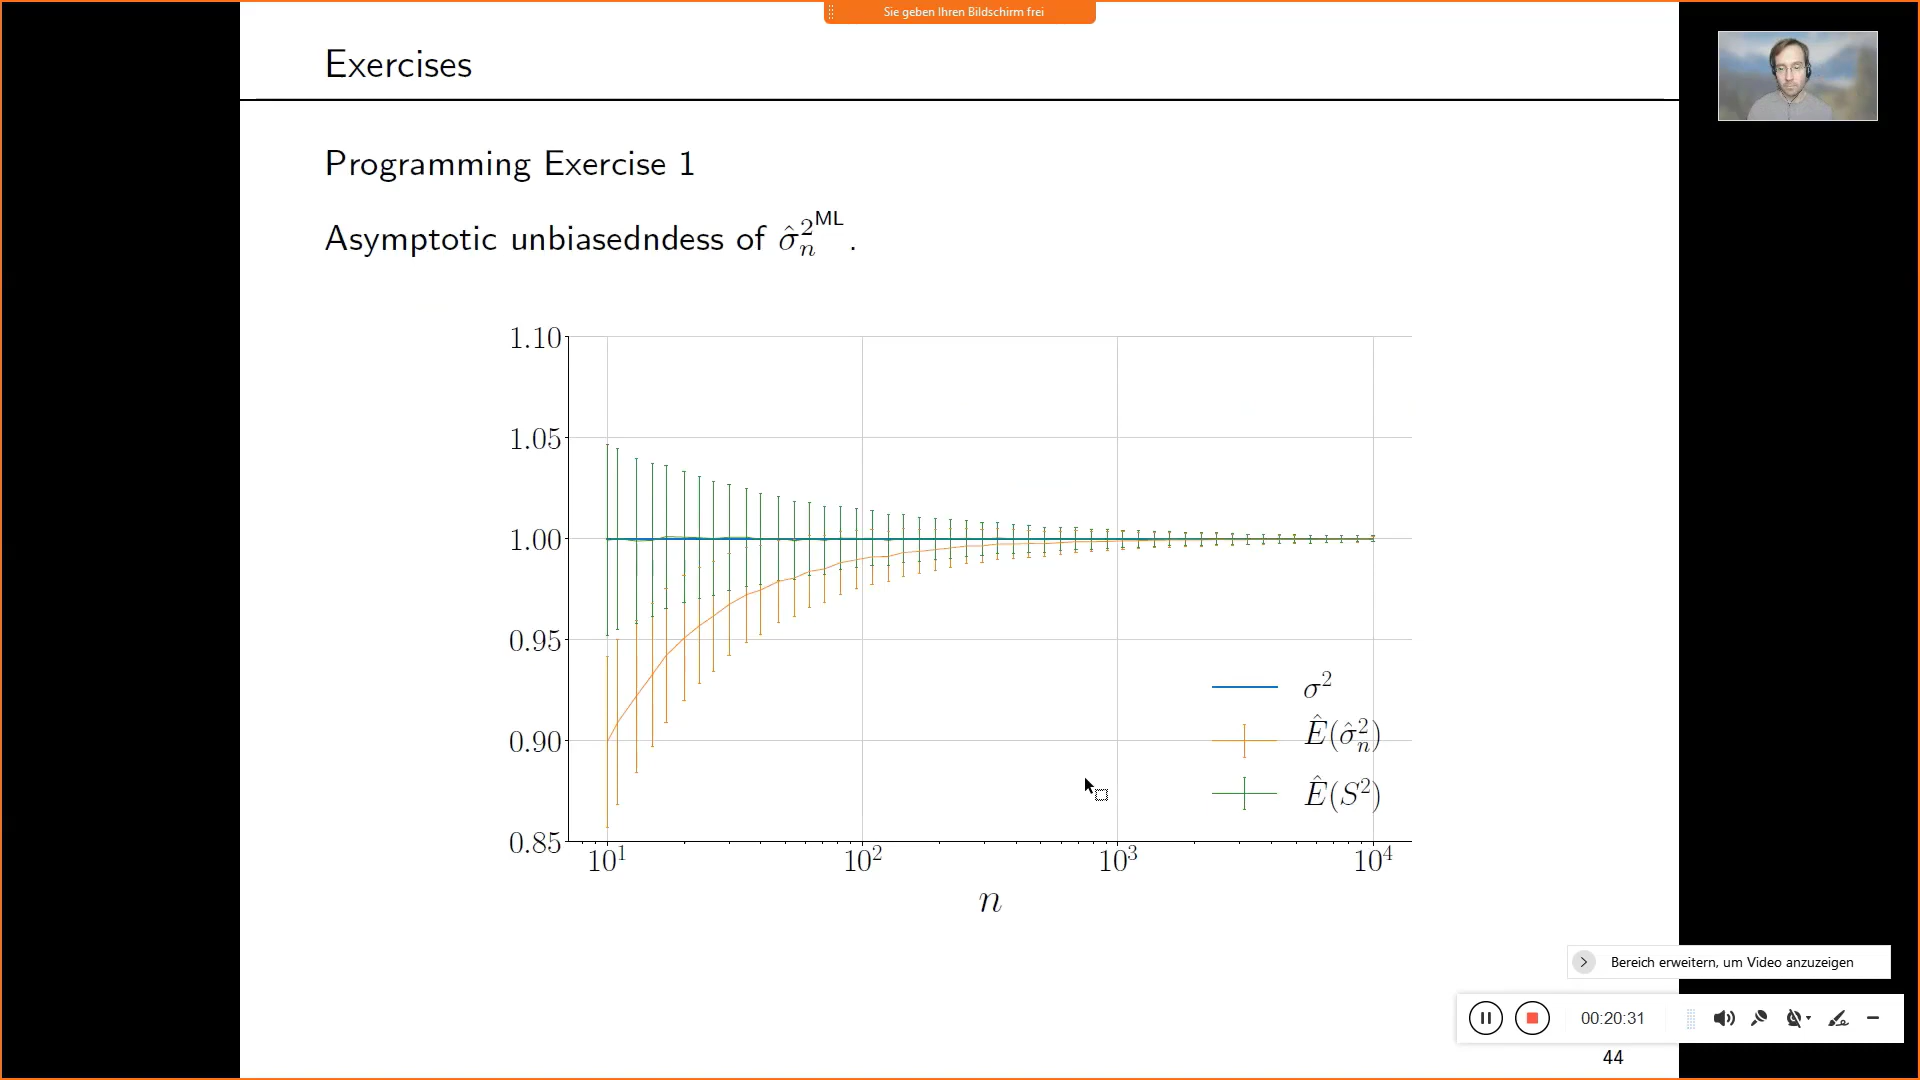 Sie geben Ihren Bildschirm frei
Exercises
Programming Exercise 1
Asymptotic unbiasedndess of σ̂²ₙ^ML.
1.10
1.05
1.00
0.95
0.90
0.85
10¹ 10² 10³ 10⁴
n
σ²
Ê(σ̂²ₙ)
Ê(S²)
Bereich erweitern, um Video anzuzeigen
00:20:31
44